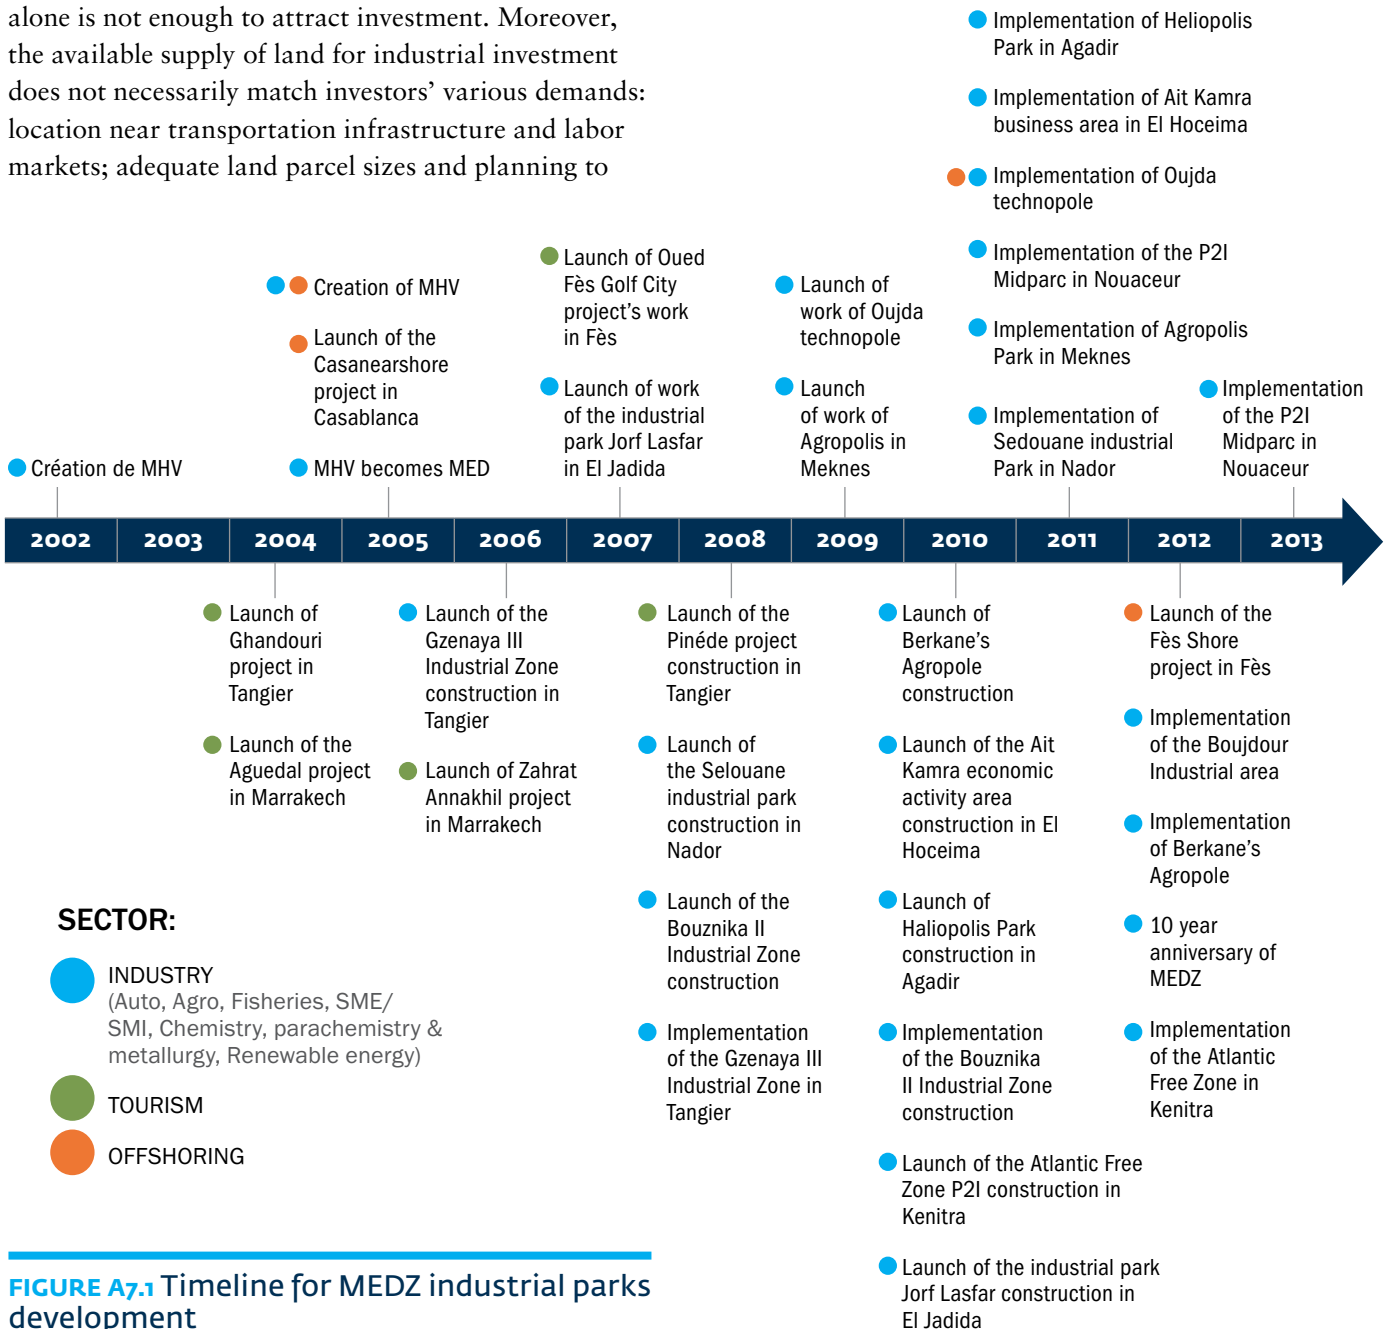 alone is not enough to attract investment. Moreover,
the available supply of land for industrial investment
does not necessarily match investors’ various demands:
location near transportation infrastructure and labor
markets; adequate land parcel sizes and planning to
Création de MHV
Creation of MHV
Launch of the
Casanearshore
project in
Casablanca
MHV becomes MED
Launch of Oued
Fès Golf City
project’s work
in Fès
Launch of work
of the industrial
park Jorf Lasfar
in El Jadida
Launch of
work of Oujda
technopole
Launch
of work of
Agropolis in
Meknes
Implementation of Heliopolis
Park in Agadir
Implementation of Ait Kamra
business area in El Hoceima
Implementation of Oujda
technopole
Implementation of the P2I
Midparc in Nouaceur
Implementation of Agropolis
Park in Meknes
Implementation of
Sedouane industrial
Park in Nador
Implementation
of the P2I
Midparc in
Nouaceur
2002 2003 2004 2005 2006 2007 2008 2009 2010 2011 2012 2013
Launch of
Ghandouri
project in
Tangier
Launch of the
Aguedal project
in Marrakech
Launch of the
Gzenaya III
Industrial Zone
construction in
Tangier
Launch of Zahrat
Annakhil project
in Marrakech
Launch of the
Pinéde project
construction in
Tangier
Launch of
the Selouane
industrial park
construction in
Nador
Launch of the
Bouznika II
Industrial Zone
construction
Implementation
of the Gzenaya III
Industrial Zone in
Tangier
Launch of
Berkane’s
Agropole
construction
Launch of the Ait
Kamra economic
activity area
construction in El
Hoceima
Launch of
Haliopolis Park
construction in
Agadir
Implementation
of the Bouznika
II Industrial Zone
construction
Launch of the Atlantic Free
Zone P2I construction in
Kenitra
Launch of the industrial park
Jorf Lasfar construction in
El Jadida
Launch of the
Fès Shore
project in Fès
Implementation
of the Boujdour
Industrial area
Implementation
of Berkane’s
Agropole
10 year
anniversary of
MEDZ
Implementation
of the Atlantic
Free Zone in
Kenitra
SECTOR:
INDUSTRY
(Auto, Agro, Fisheries, SME/
SMI, Chemistry, parachemistry &
metallurgy, Renewable energy)
TOURISM
OFFSHORING
FIGURE A7.1 Timeline for MEDZ industrial parks
development